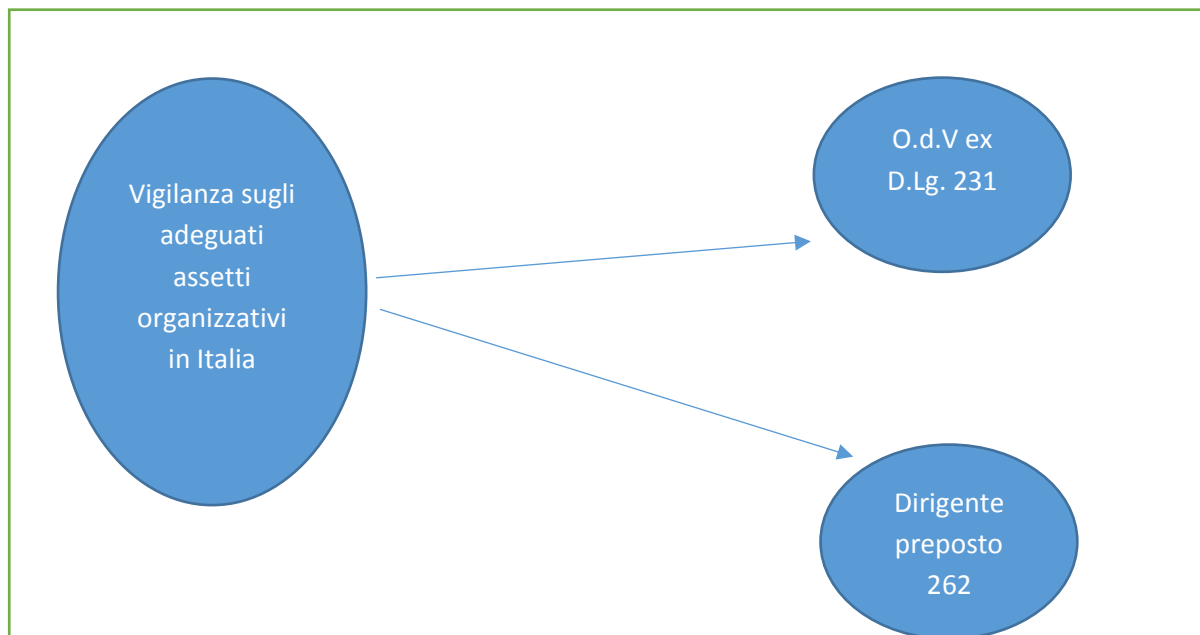 Vigilanza sugli
adeguati
assetti
organizzativi
in Italia
O.d.V ex
D.Lg. 231
Dirigente
preposto
262